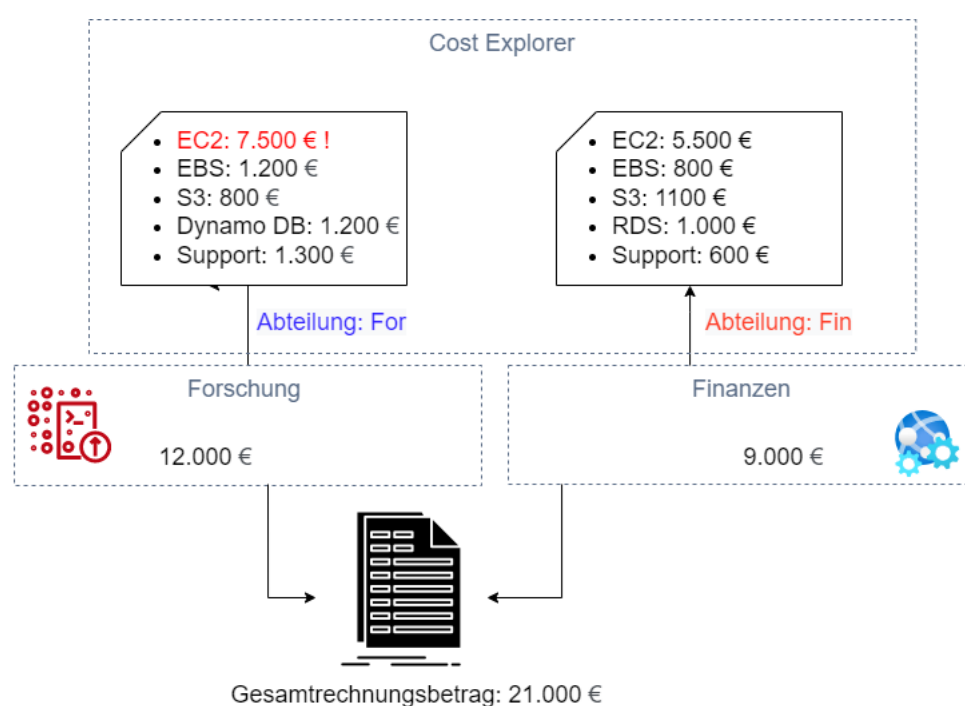 Cost Explorer
EC2: 7.500 € !
EBS: 1.200 €
S3: 800 €
Dynamo DB: 1.200 €
Support: 1.300 €
EC2: 5.500 €
EBS: 800 €
S3: 1100 €
RDS: 1.000 €
Support: 600 €
Abteilung: For
Abteilung: Fin
Forschung
12.000 €
Finanzen
9.000 €
Gesamtrechnungsbetrag: 21.000 €